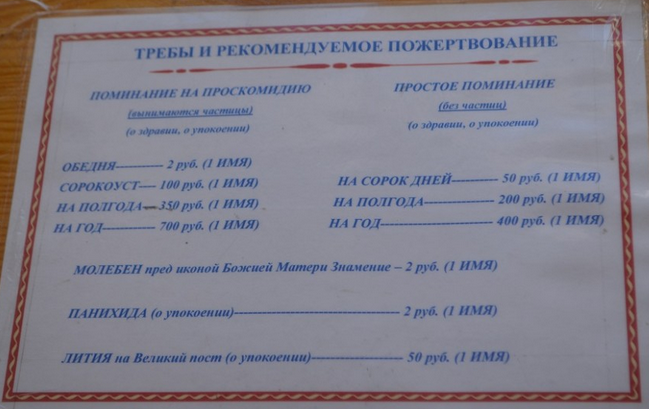 ТРЕБЫ И РЕКОМЕНДУЕМОЕ ПОЖЕРТВОВАНИЕ
ПОМИНАНИЕ НА ПРОСКОМИДИЮ
(вынимаются частицы)
(о здравии, о упокоении)
ОБЕДНЯ------------ 2 руб. (1 ИМЯ)
СОРОКОУСТ---- 100 руб. (1 ИМЯ)
НА ПОЛГОДА---350 руб. (1 ИМЯ)
НА ГОД------------- 700 руб. (1 ИМЯ)
ПРОСТОЕ ПОМИНАНИЕ
(без частиц)
(о здравии, о упокоении)
НА СОРОК ДНЕЙ----------- 50 руб. (1 ИМЯ)
НА ПОЛГОДА---------------- 200 руб. (1 ИМЯ)
НА ГОД-------------------------- 400 руб. (1 ИМЯ)
МОЛЕБЕН пред иконой Божией Матери Знамение – 2 руб. (1 ИМЯ)
ПАНИХИДА (о упокоении)--------------------------------------- 2 руб. (1 ИМЯ)
ЛИТИЯ на Великий пост (о упокоении)---------------------- 50 руб. (1 ИМЯ)